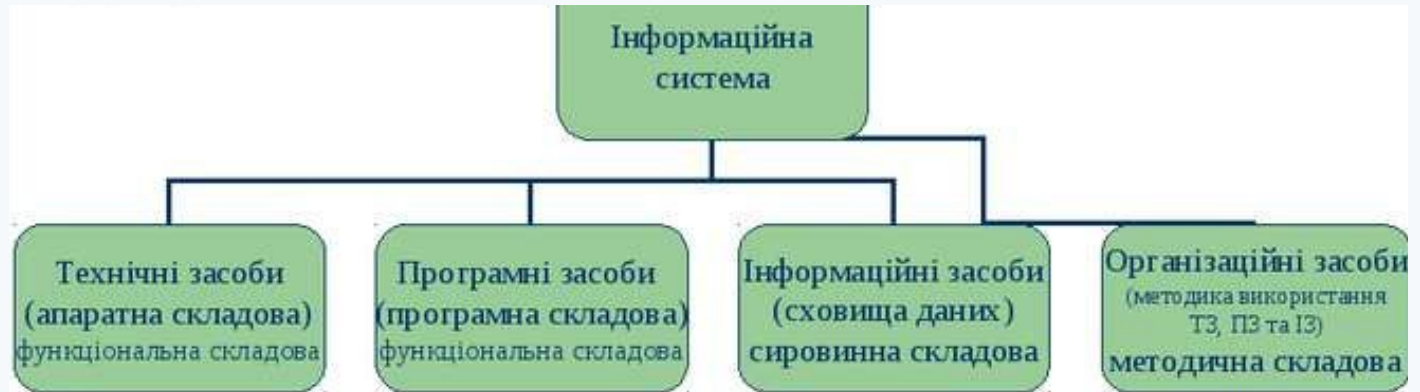 Інформаційна
система
Технічні засоби
(апаратна складова)
функціональна складова
Програмні засоби
(програмна складова)
функціональна складова
Інформаційні засоби
(сховища даних)
сировинна складова
Організаційні засоби
(методика використання
ТЗ, ПЗ та ІЗ)
методична складова